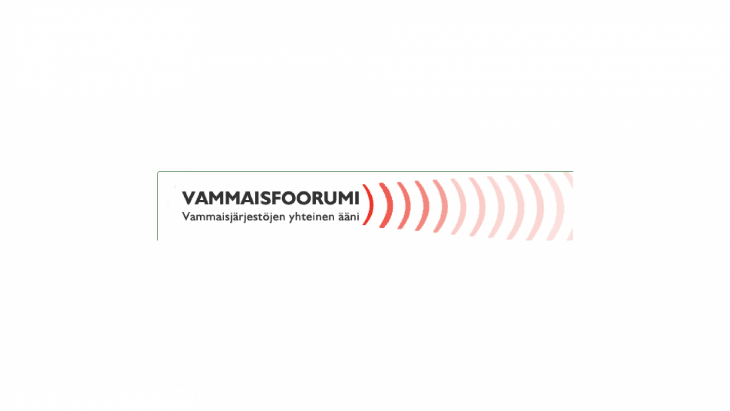 VAMMAISFOORUMI
Vammaisjärjestöjen yhteinen ääni